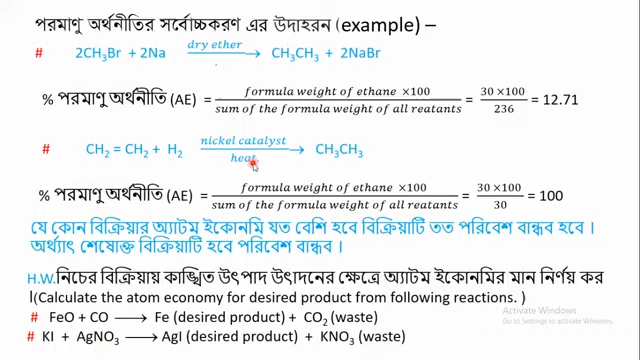 পরমাণু অর্থনীতির সর্বোচ্চকরণ এর উদাহরন (example) –
# 2CH₃Br + 2Na —dry ether→ CH₃CH₃ + 2NaBr
% পরমাণু অর্থনীতি (AE) = formula weight of ethane ×100 / sum of the formula weight of all reatants = 30 ×100 / 236 = 12.71
# CH₂ = CH₂ + H₂ —nickel catalyst / heat→ CH₃CH₃
% পরমাণু অর্থনীতি (AE) = formula weight of ethane ×100 / sum of the formula weight of all reatants = 30 ×100 / 30 = 100
যে কোন বিক্রিয়ার অ্যাটম ইকোনমি যত বেশি হবে বিক্রিয়াটি তত পরিবেশ বান্ধব হবে ।
অর্থ্যাৎ শেষোক্ত বিক্রিয়াটি হবে পরিবেশ বান্ধব ।
H.W. নিচের বিক্রিয়ায় কাঙ্খিত উৎপাদ উৎাদনের ক্ষেত্রে অ্যাটম ইকোনমির মান নির্ণয় কর
।(Calculate the atom economy for desired product from following reactions. )
# FeO + CO ⟶ Fe (desired product) + CO₂ (waste)
# KI + AgNO₃ ⟶ AgI (desired product) + KNO₃ (waste)
Activate Windows
Go to Settings to activate Windows.